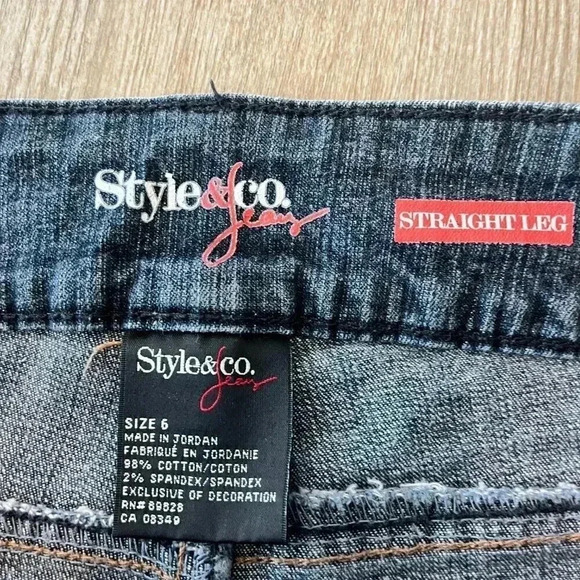 Style&co.
Jeans
STRAIGHT LEG
Style&co.
Jeans
SIZE 6
MADE IN JORDAN
FABRIQUÉ EN JORDANIE
98% COTTON/COTON
2% SPANDEX/SPANDEX
EXCLUSIVE OF DECORATION
RN# 89828
CA 08349